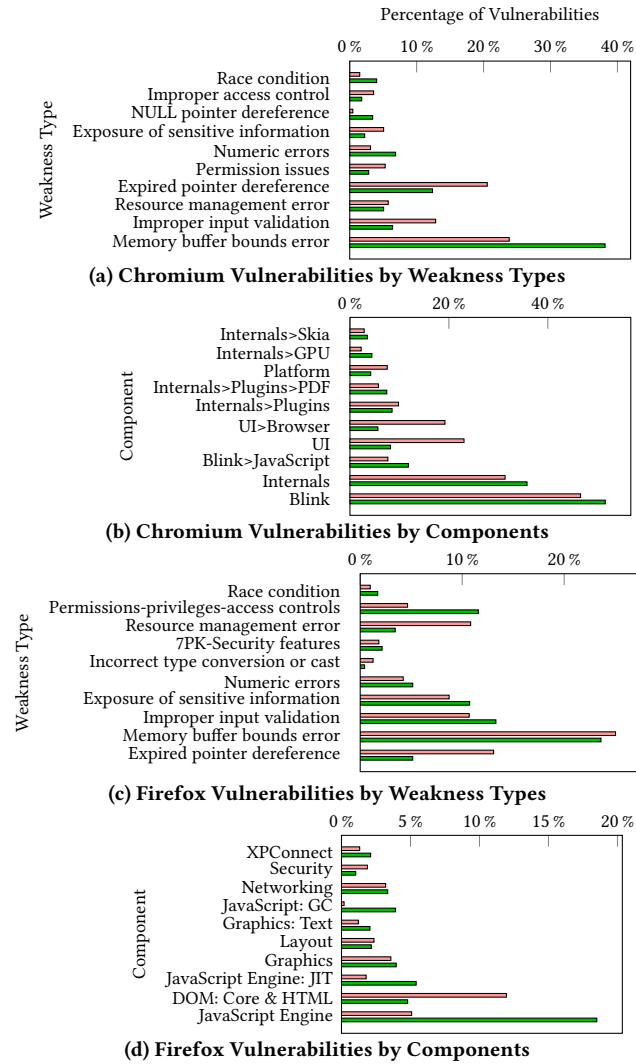 Percentage of Vulnerabilities
0 % 10 % 20 % 30 % 40 %
Weakness Type
Race condition
Improper access control
NULL pointer dereference
Exposure of sensitive information
Numeric errors
Permission issues
Expired pointer dereference
Resource management error
Improper input validation
Memory buffer bounds error
(a) Chromium Vulnerabilities by Weakness Types
0 % 20 % 40 %
Component
Internals>Skia
Internals>GPU
Platform
Internals>Plugins>PDF
Internals>Plugins
UI>Browser
UI
Blink>JavaScript
Internals
Blink
(b) Chromium Vulnerabilities by Components
0 % 10 % 20 %
Weakness Type
Race condition
Permissions-privileges-access controls
Resource management error
7PK-Security features
Incorrect type conversion or cast
Numeric errors
Exposure of sensitive information
Improper input validation
Memory buffer bounds error
Expired pointer dereference
(c) Firefox Vulnerabilities by Weakness Types
0 % 5 % 10 % 15 % 20 %
Component
XPConnect
Security
Networking
JavaScript: GC
Graphics: Text
Layout
Graphics
JavaScript Engine: JIT
DOM: Core & HTML
JavaScript Engine
(d) Firefox Vulnerabilities by Components